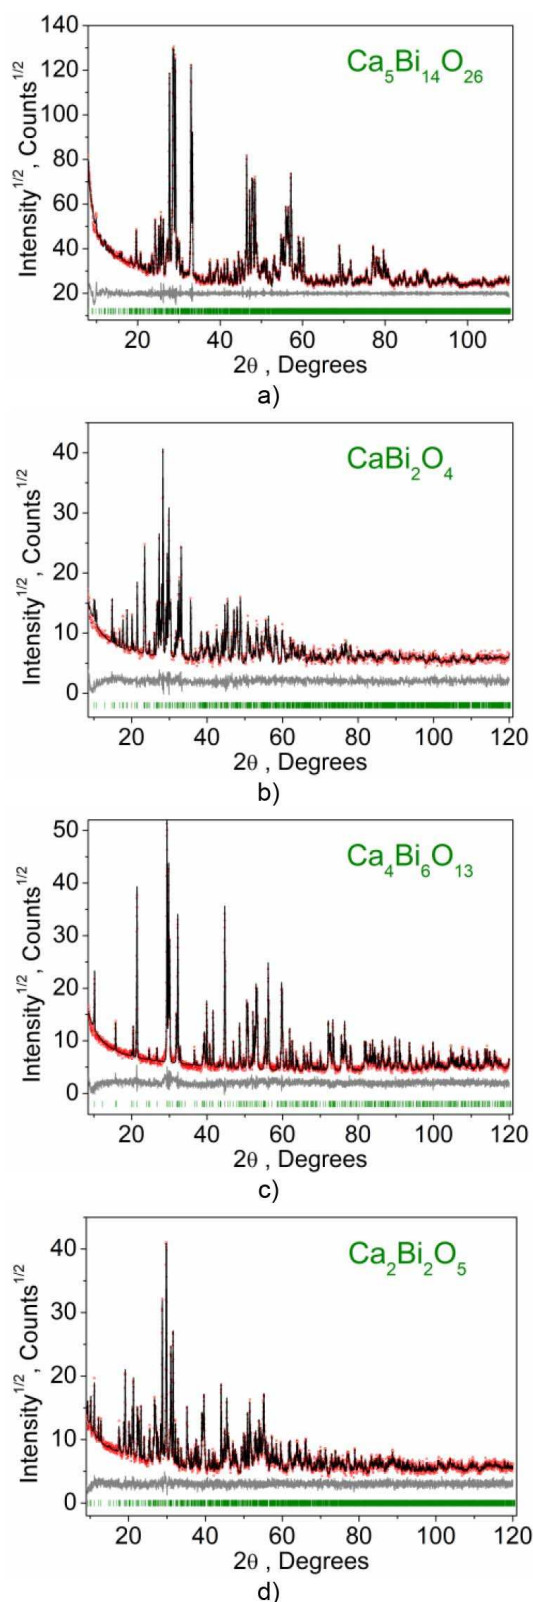 Ca5Bi14O26
Intensity1/2 , Counts1/2
140
120
100
80
60
40
20
20 40 60 80 100
2θ , Degrees
a)
CaBi2O4
Intensity1/2 , Counts1/2
40
30
20
10
0
20 40 60 80 100 120
2θ , Degrees
b)
Ca4Bi6O13
Intensity1/2 , Counts1/2
50
40
30
20
10
0
20 40 60 80 100 120
2θ , Degrees
c)
Ca2Bi2O5
Intensity1/2 , Counts1/2
40
30
20
10
0
20 40 60 80 100 120
2θ , Degrees
d)